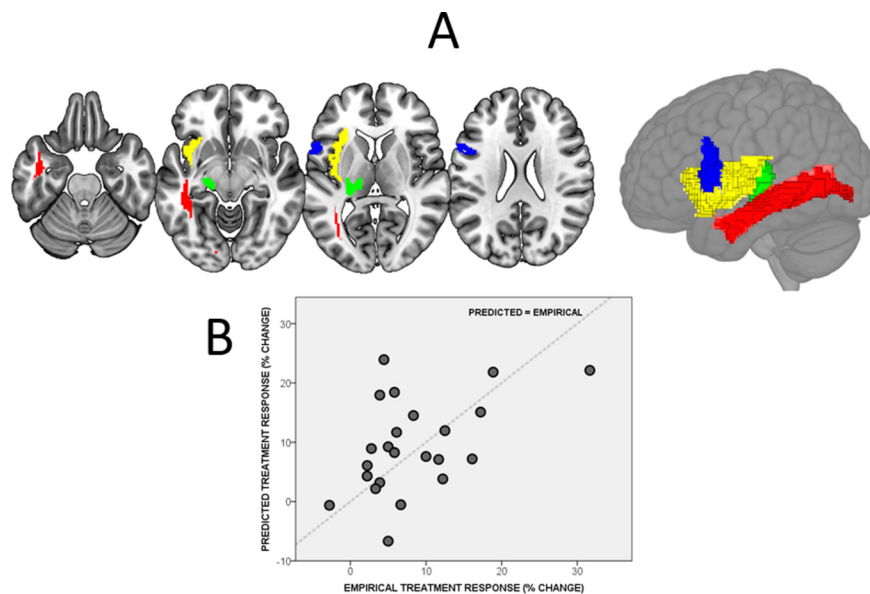 A
B
PREDICTED = EMPIRICAL
PREDICTED TREATMENT RESPONSE (% CHANGE)
30
20
10
0
-10
0
10
20
30
EMPIRICAL TREATMENT RESPONSE (% CHANGE)